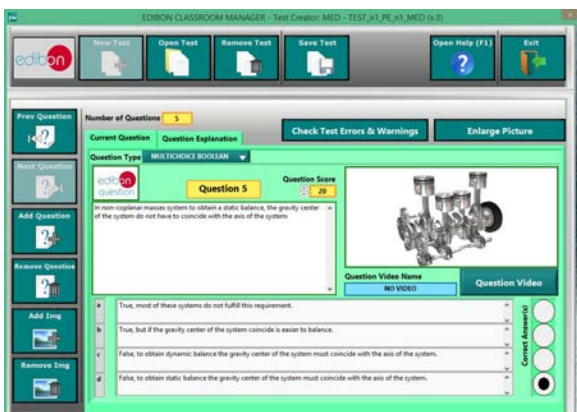 EDIBON CLASSROOM MANAGER - Test Creator: MED - TEST_n1_PE_n1_MED (v.3)
edibon
New Test
Open Test
Remove Test
Save Test
Open Help (F1)
Exit
Prev Question
Next Question
Add Question
Remove Question
Add Img
Remove Img
Number of Questions 5
Current Question
Question Explanation
Check Test Errors & Warnings
Enlarge Picture
Question Type MULTICHOICE BOOLEAN
edibon
question
Question 5
Question Score
20
In non-coplanar masses system to obtain a static balance, the gravity center
of the system do not have to coincide with the axis of the system
Question Video Name
NO VIDEO
Question Video
a True, most of these systems do not fulfill this requirement.
b True, but if the gravity center of the system coincide is easier to balance.
c False, to obtain dynamic balance the gravity center of the system must coincide with the axis of the system.
d False, to obtain static balance the gravity center of the system must coincide with the axis of the system.
Correct Answer(s)